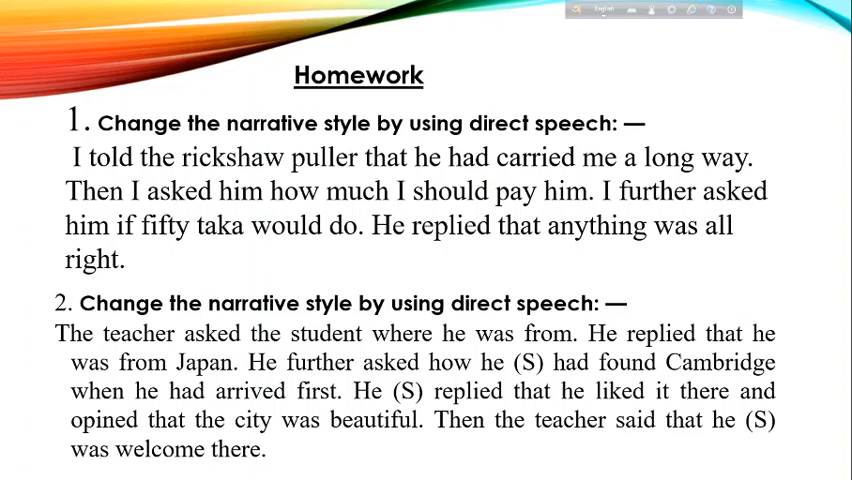 English
Homework
1. Change the narrative style by using direct speech: —
I told the rickshaw puller that he had carried me a long way.
Then I asked him how much I should pay him. I further asked
him if fifty taka would do. He replied that anything was all
right.
2. Change the narrative style by using direct speech: —
The teacher asked the student where he was from. He replied that he
was from Japan. He further asked how he (S) had found Cambridge
when he had arrived first. He (S) replied that he liked it there and
opined that the city was beautiful. Then the teacher said that he (S)
was welcome there.